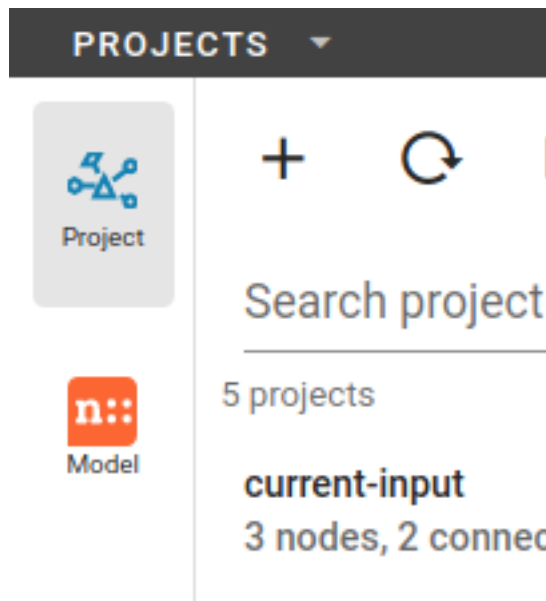 PROJECTS
Project
Search project
5 projects
n::
Model
current-input
3 nodes, 2 connec